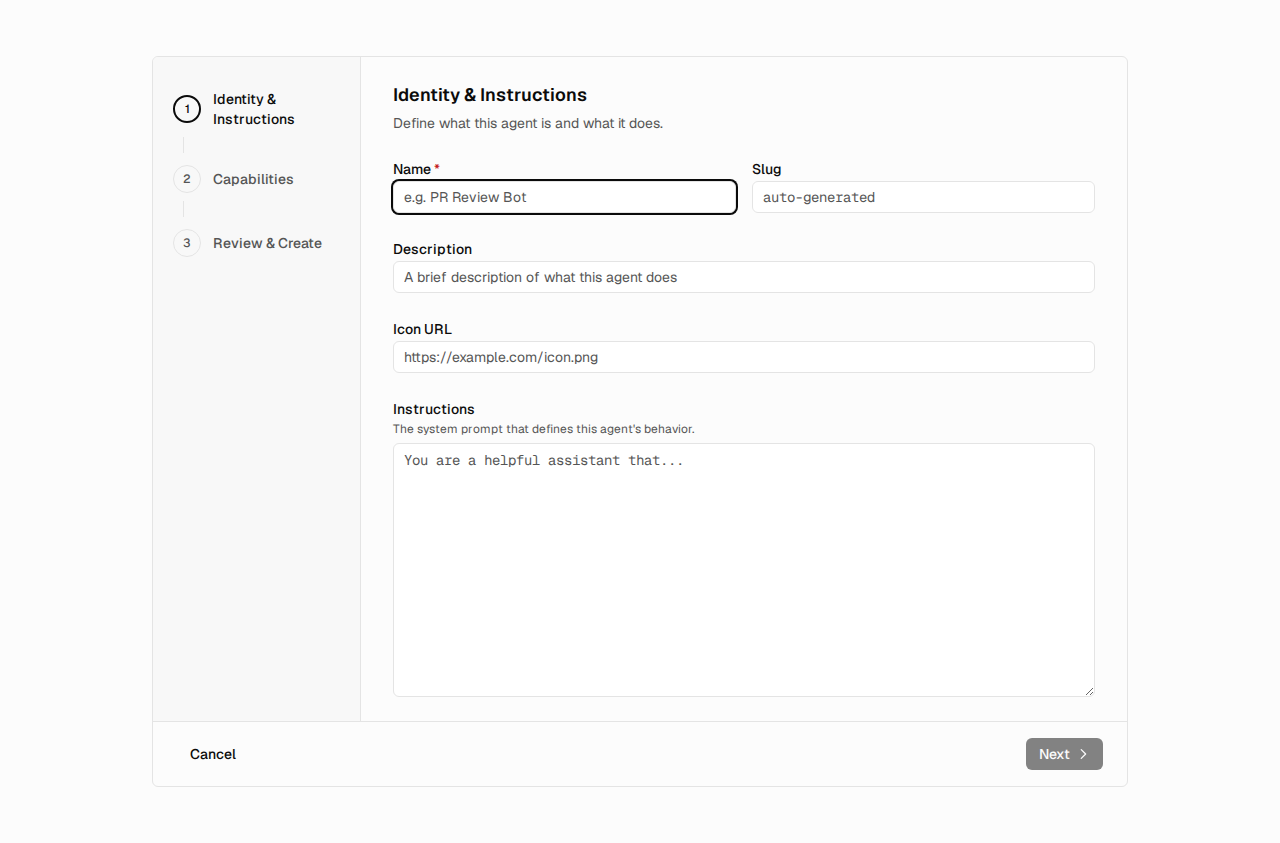 1
Identity &
Instructions
2
Capabilities
3
Review & Create
Identity & Instructions
Define what this agent is and what it does.
Name *
e.g. PR Review Bot
Slug
auto-generated
Description
A brief description of what this agent does
Icon URL
https://example.com/icon.png
Instructions
The system prompt that defines this agent's behavior.
You are a helpful assistant that...
Cancel
Next